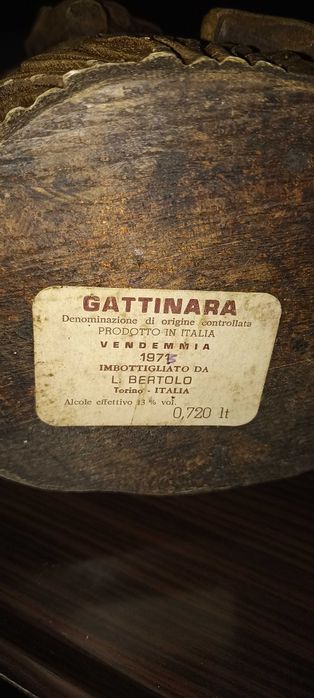 GATTINARA
Denominazione di origine controllata
PRODOTTO IN ITALIA
VENDEMMIA
1971
IMBOTTIGLIATO DA
L. BERTOLO
Torino - ITALIA
Alcole effettivo 13 % vol.
0,720 lt